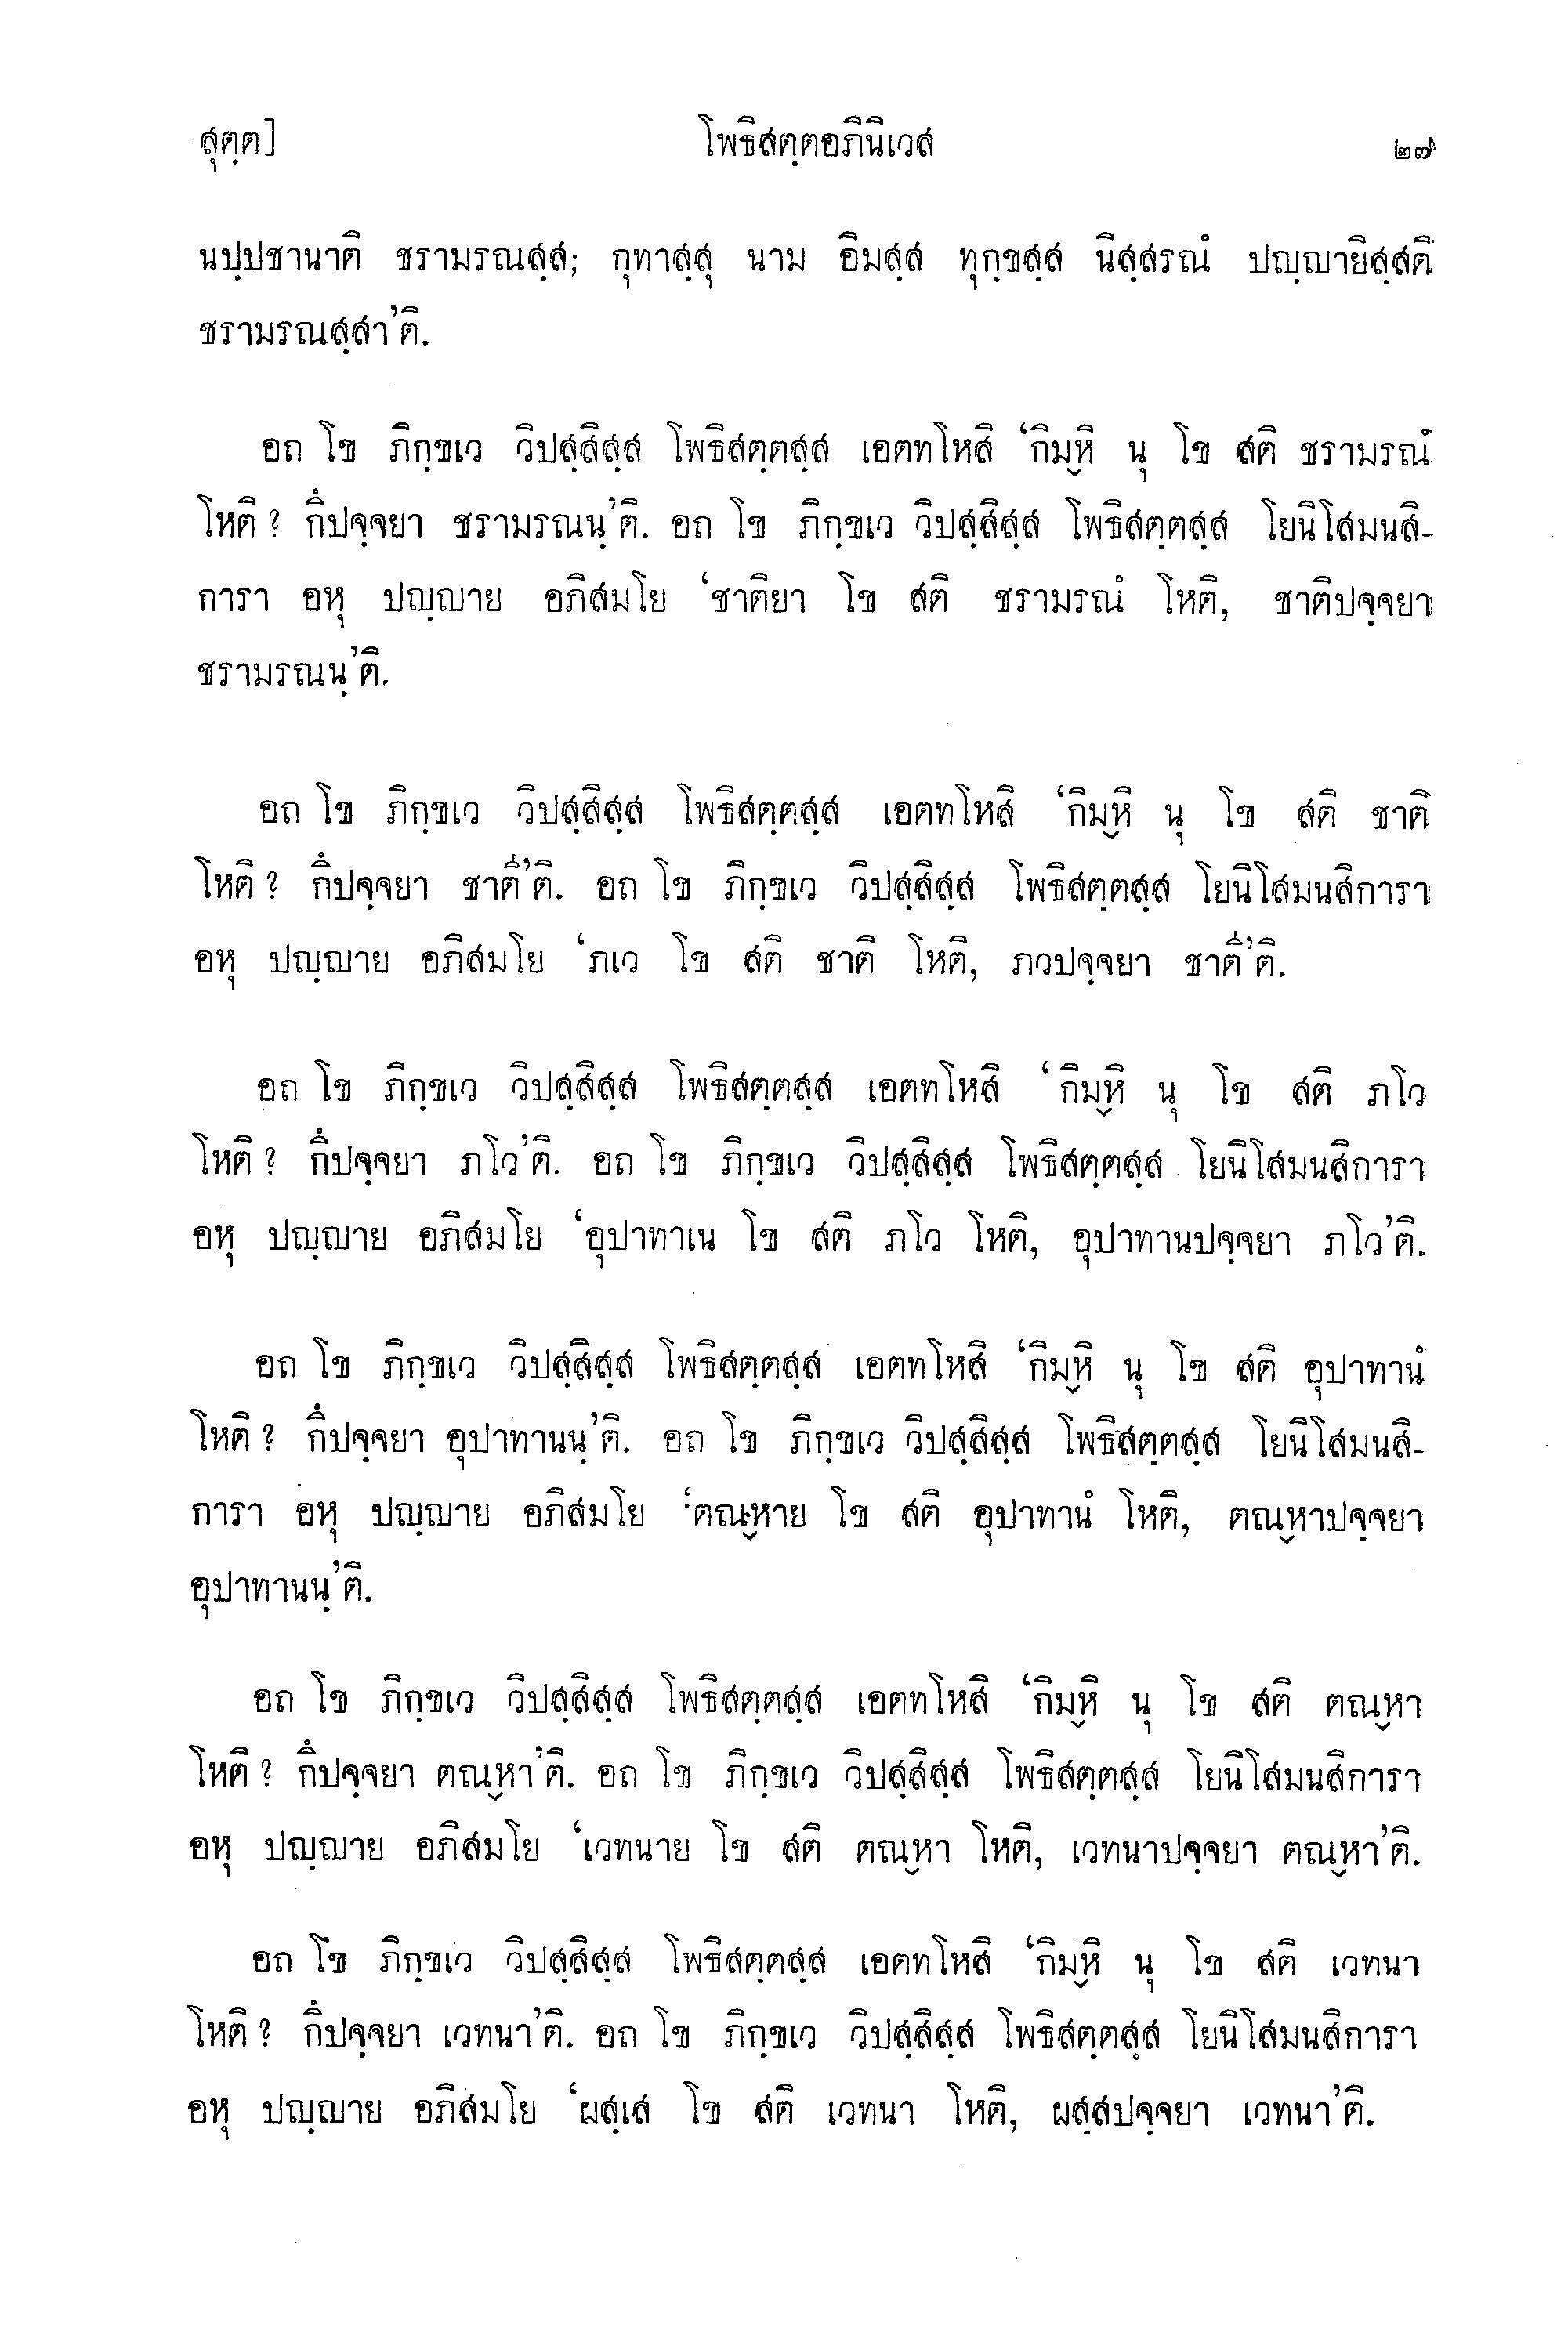 สุตฺต] โพธิสตฺตอภินิเวส ๒๗
นปฺปชานาติ ชรามรณสฺส; กุทาสฺสุ นาม อิมสฺส ทุกฺขสฺส นิสฺสรณํ ปญฺญายิสฺสติ
ชรามรณสฺสา’ติ.
อถ โข ภิกฺขเว วิปสฺสิสฺส โพธิสตฺตสฺส เอตทโหสิ ‘กิมฺหิ นุ โข สติ ชรามรณํ
โหติ? กิํปจฺจยา ชรามรณนฺ’ติ. อถ โข ภิกฺขเว วิปสฺสิสฺส โพธิสตฺตสฺส โยนิโสมนสิ-
การา อหุ ปญฺญาย อภิสมโย ‘ชาติยา โข สติ ชรามรณํ โหติ, ชาติปจฺจยา
ชรามรณนฺ’ติ.
อถ โข ภิกฺขเว วิปสฺสิสฺส โพธิสตฺตสฺส เอตทโหสิ ‘กิมฺหิ นุ โข สติ ชาติ
โหติ? กิํปจฺจยา ชาตี’ติ. อถ โข ภิกฺขเว วิปสฺสิสฺส โพธิสตฺตสฺส โยนิโสมนสิการา
อหุ ปญฺญาย อภิสมโย ‘ภเว โข สติ ชาติ โหติ, ภวปจฺจยา ชาตี’ติ.
อถ โข ภิกฺขเว วิปสฺสิสฺส โพธิสตฺตสฺส เอตทโหสิ ‘กิมฺหิ นุ โข สติ ภโว
โหติ? กิํปจฺจยา ภโว’ติ. อถ โข ภิกฺขเว วิปสฺสิสฺส โพธิสตฺตสฺส โยนิโสมนสิการา
อหุ ปญฺญาย อภิสมโย ‘อุปาทาเน โข สติ ภโว โหติ, อุปาทานปจฺจยา ภโว’ติ.
อถ โข ภิกฺขเว วิปสฺสิสฺส โพธิสตฺตสฺส เอตทโหสิ ‘กิมฺหิ นุ โข สติ อุปาทานํ
โหติ? กิํปจฺจยา อุปาทานนฺ’ติ. อถ โข ภิกฺขเว วิปสฺสิสฺส โพธิสตฺตสฺส โยนิโสมนสิ-
การา อหุ ปญฺญาย อภิสมโย ‘ตณฺหาย โข สติ อุปาทานํ โหติ, ตณฺหาปจฺจยา
อุปาทานนฺ’ติ.
อถ โข ภิกฺขเว วิปสฺสิสฺส โพธิสตฺตสฺส เอตทโหสิ ‘กิมฺหิ นุ โข สติ ตณฺหา
โหติ? กิํปจฺจยา ตณฺหา’ติ. อถ โข ภิกฺขเว วิปสฺสิสฺส โพธิสตฺตสฺส โยนิโสมนสิการา
อหุ ปญฺญาย อภิสมโย ‘เวทนาย โข สติ ตณฺหา โหติ, เวทนาปจฺจยา ตณฺหา’ติ.
อถ โข ภิกฺขเว วิปสฺสิสฺส โพธิสตฺตสฺส เอตทโหสิ ‘กิมฺหิ นุ โข สติ เวทนา
โหติ? กิํปจฺจยา เวทนา’ติ. อถ โข ภิกฺขเว วิปสฺสิสฺส โพธิสตฺตสฺส โยนิโสมนสิการา
อหุ ปญฺญาย อภิสมโย ‘ผสฺเส โข สติ เวทนา โหติ, ผสฺสปจฺจยา เวทนา’ติ.